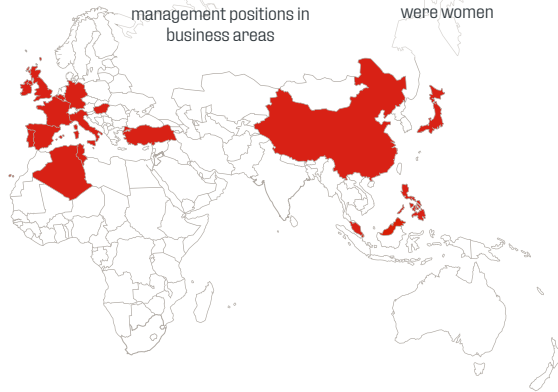 management positions in
business areas
were women